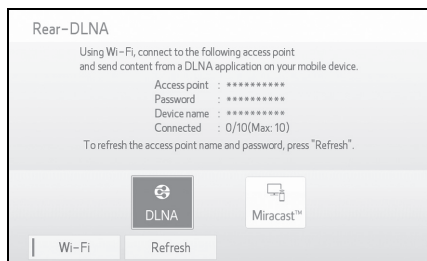 Rear-DLNA
Using Wi-Fi, connect to the following access point
and send content from a DLNA application on your mobile device.
Access point : **********
Password : **********
Device name : **********
Connected : 0/10(Max: 10)
To refresh the access point name and password, press "Refresh".
DLNA
Miracast™
Wi-Fi
Refresh